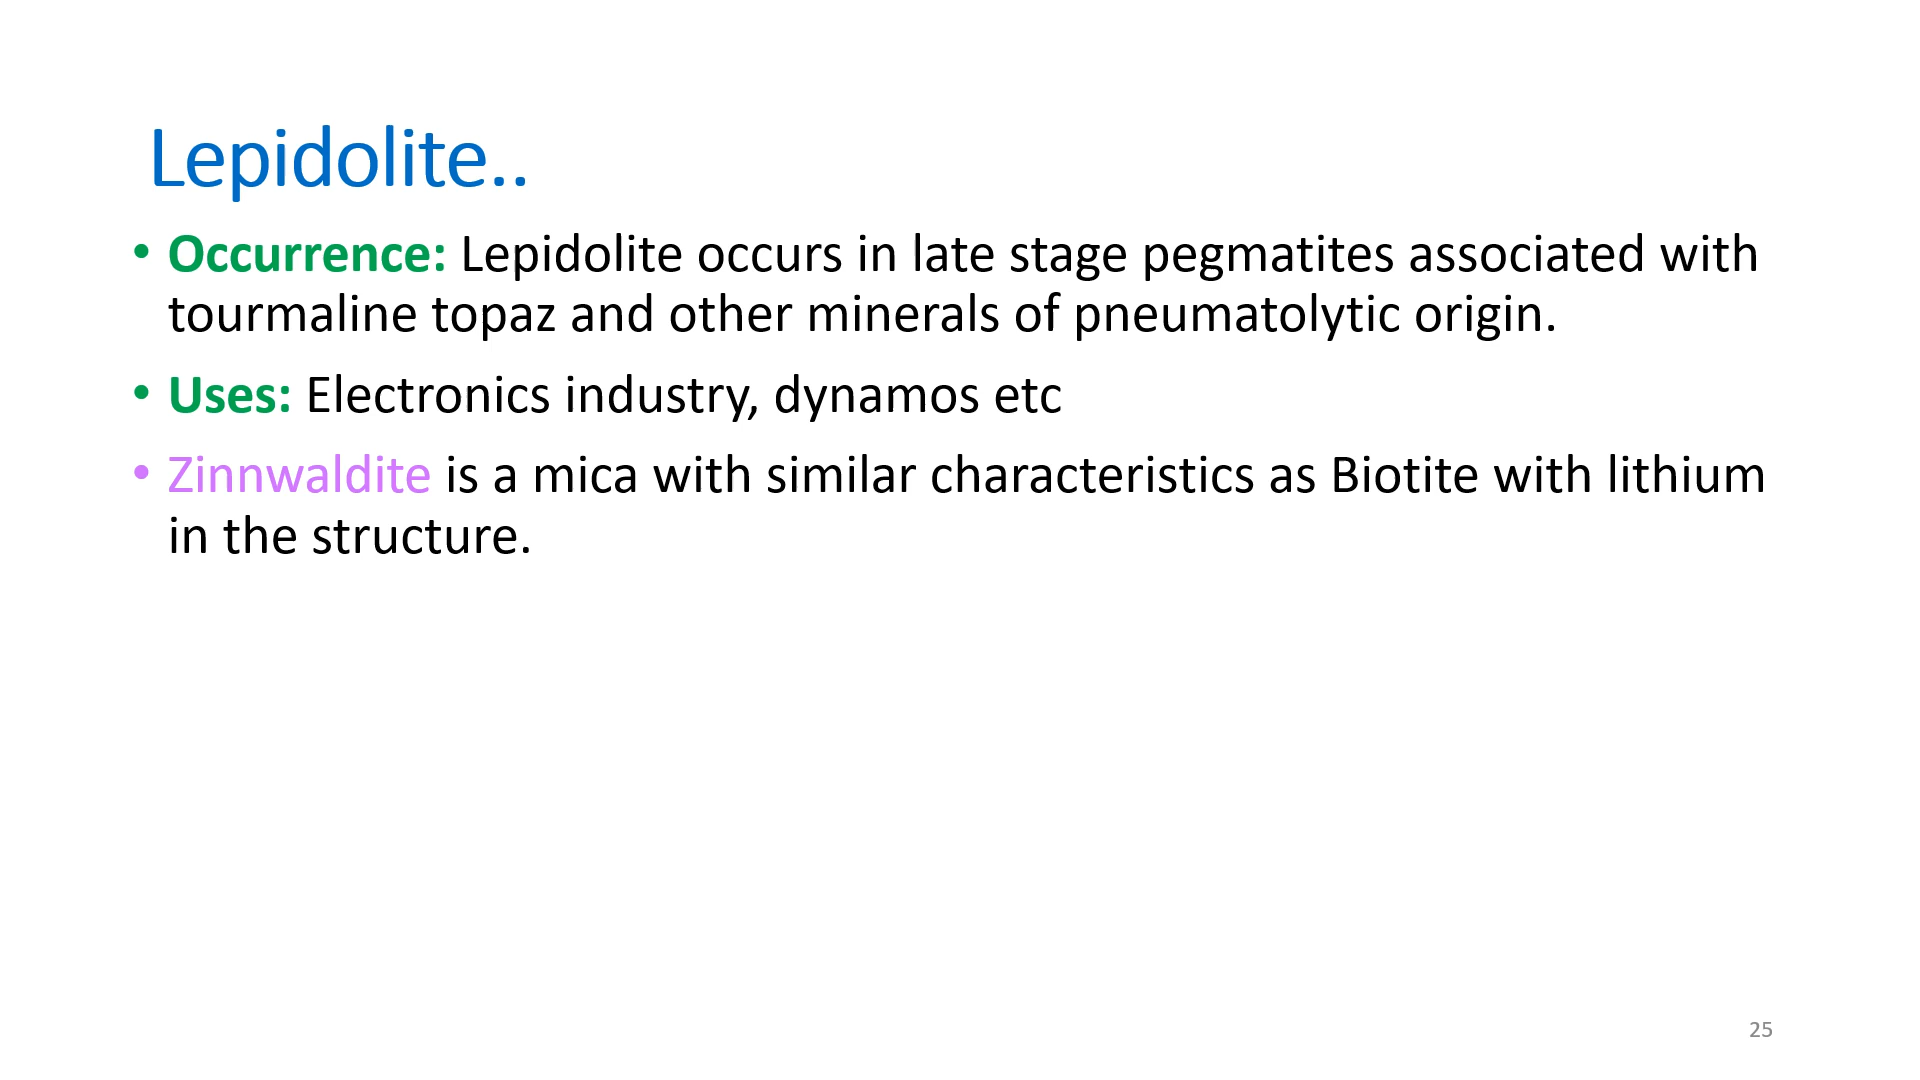 Lepidolite..
• Occurrence: Lepidolite occurs in late stage pegmatites associated with
tourmaline topaz and other minerals of pneumatolytic origin.
• Uses: Electronics industry, dynamos etc
• Zinnwaldite is a mica with similar characteristics as Biotite with lithium
in the structure.
25